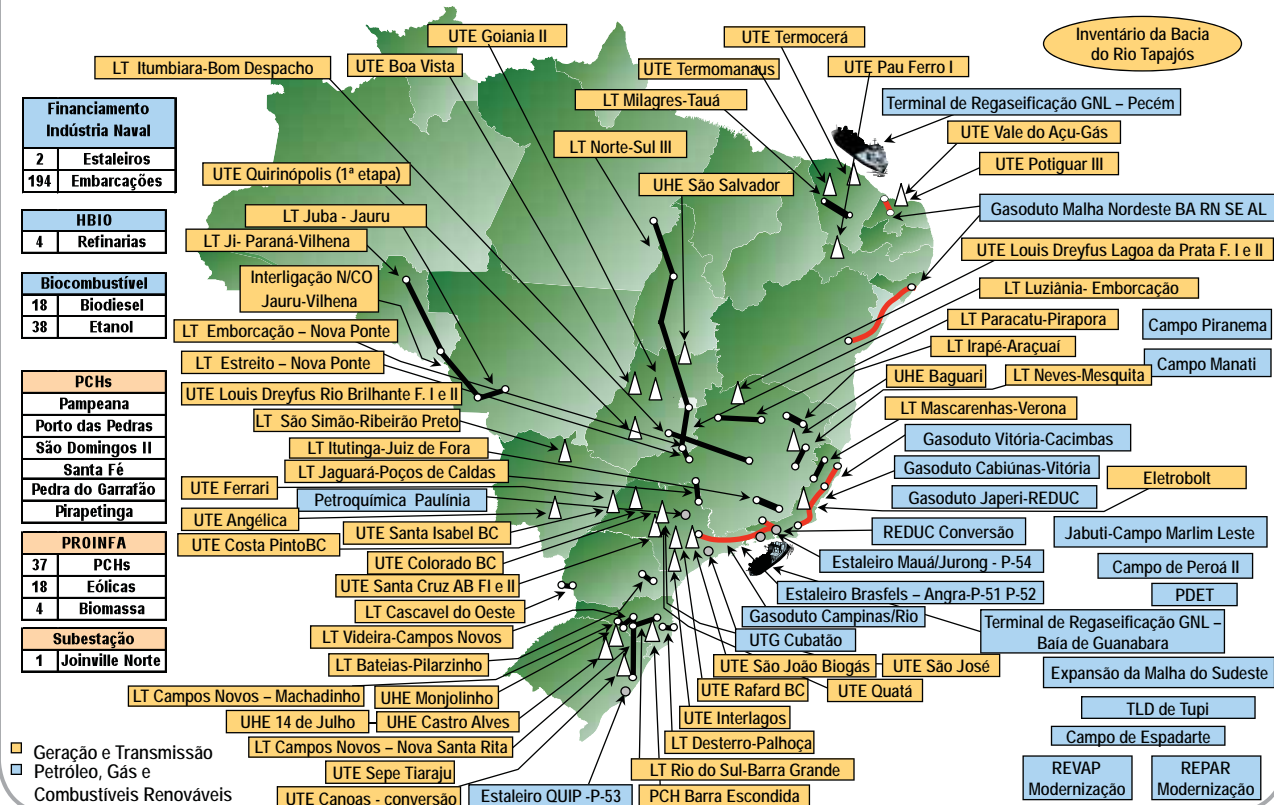 UTE Goiania II
UTE Termocerá
Inventário da Bacia
do Rio Tapajós
LT Itumbiara-Bom Despacho
UTE Boa Vista
UTE Termomanaus
UTE Pau Ferro I
LT Milagres-Tauá
Terminal de Regaseificação GNL – Pecém
Financiamento
Indústria Naval
2 Estaleiros
194 Embarcações
LT Norte-Sul III
UTE Vale do Açu-Gás
UTE Potiguar III
UTE Quirinópolis (1ª etapa)
UHE São Salvador
Gasoduto Malha Nordeste BA RN SE AL
HBIO
4 Refinarias
LT Juba - Jauru
LT Ji- Paraná-Vilhena
UTE Louis Dreyfus Lagoa da Prata F. I e II
Interligação N/CO
Jauru-Vilhena
LT Luziânia- Emborcação
Biocombustível
18 Biodiesel
38 Etanol
LT Emborcação – Nova Ponte
LT Paracatu-Pirapora
Campo Piranema
LT Estreito – Nova Ponte
LT Irapé-Araçuaí
Campo Manati
UTE Louis Dreyfus Rio Brilhante F. I e II
UHE Baguari
LT Neves-Mesquita
PCHs
Pampeana
Porto das Pedras
São Domingos II
Santa Fé
Pedra do Garrafão
Pirapetinga
LT São Simão-Ribeirão Preto
LT Mascarenhas-Verona
LT Itutinga-Juiz de Fora
Gasoduto Vitória-Cacimbas
LT Jaguará-Poços de Caldas
Gasoduto Cabiúnas-Vitória
Eletrobolt
UTE Ferrari
Petroquímica Paulínia
Gasoduto Japeri-REDUC
UTE Angélica
UTE Santa Isabel BC
REDUC Conversão
Jabuti-Campo Marlim Leste
UTE Costa PintoBC
PROINFA
37 PCHs
18 Eólicas
4 Biomassa
UTE Colorado BC
Estaleiro Mauá/Jurong - P-54
Campo de Peroá II
UTE Santa Cruz AB FI e II
Estaleiro Brasfels – Angra-P-51 P-52
PDET
LT Cascavel do Oeste
Gasoduto Campinas/Rio
Terminal de Regaseificação GNL –
Baía de Guanabara
LT Videira-Campos Novos
UTG Cubatão
Subestação
1 Joinville Norte
LT Bateias-Pilarzinho
UTE São João Biogás
UTE São José
Expansão da Malha do Sudeste
LT Campos Novos – Machadinho
UHE Monjolinho
UTE Rafard BC
UTE Quatá
TLD de Tupi
UHE 14 de Julho
UHE Castro Alves
UTE Interlagos
LT Campos Novos – Nova Santa Rita
LT Desterro-Palhoça
Campo de Espadarte
Geração e Transmissão
Petróleo, Gás e
Combustíveis Renováveis
UTE Sepe Tiaraju
LT Rio do Sul-Barra Grande
REVAP
Modernização
REPAR
Modernização
UTE Canoas - conversão
Estaleiro QUIP -P-53
PCH Barra Escondida